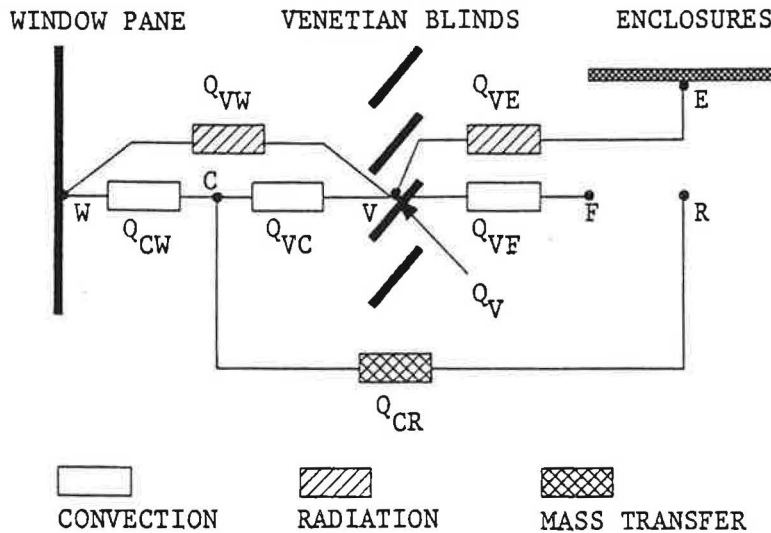 WINDOW PANE VENETIAN BLINDS ENCLOSURES
Q_VW Q_VE E
W C V F R
Q_CW Q_VC Q_VF
Q_V
Q_CR
CONVECTION RADIATION MASS TRANSFER